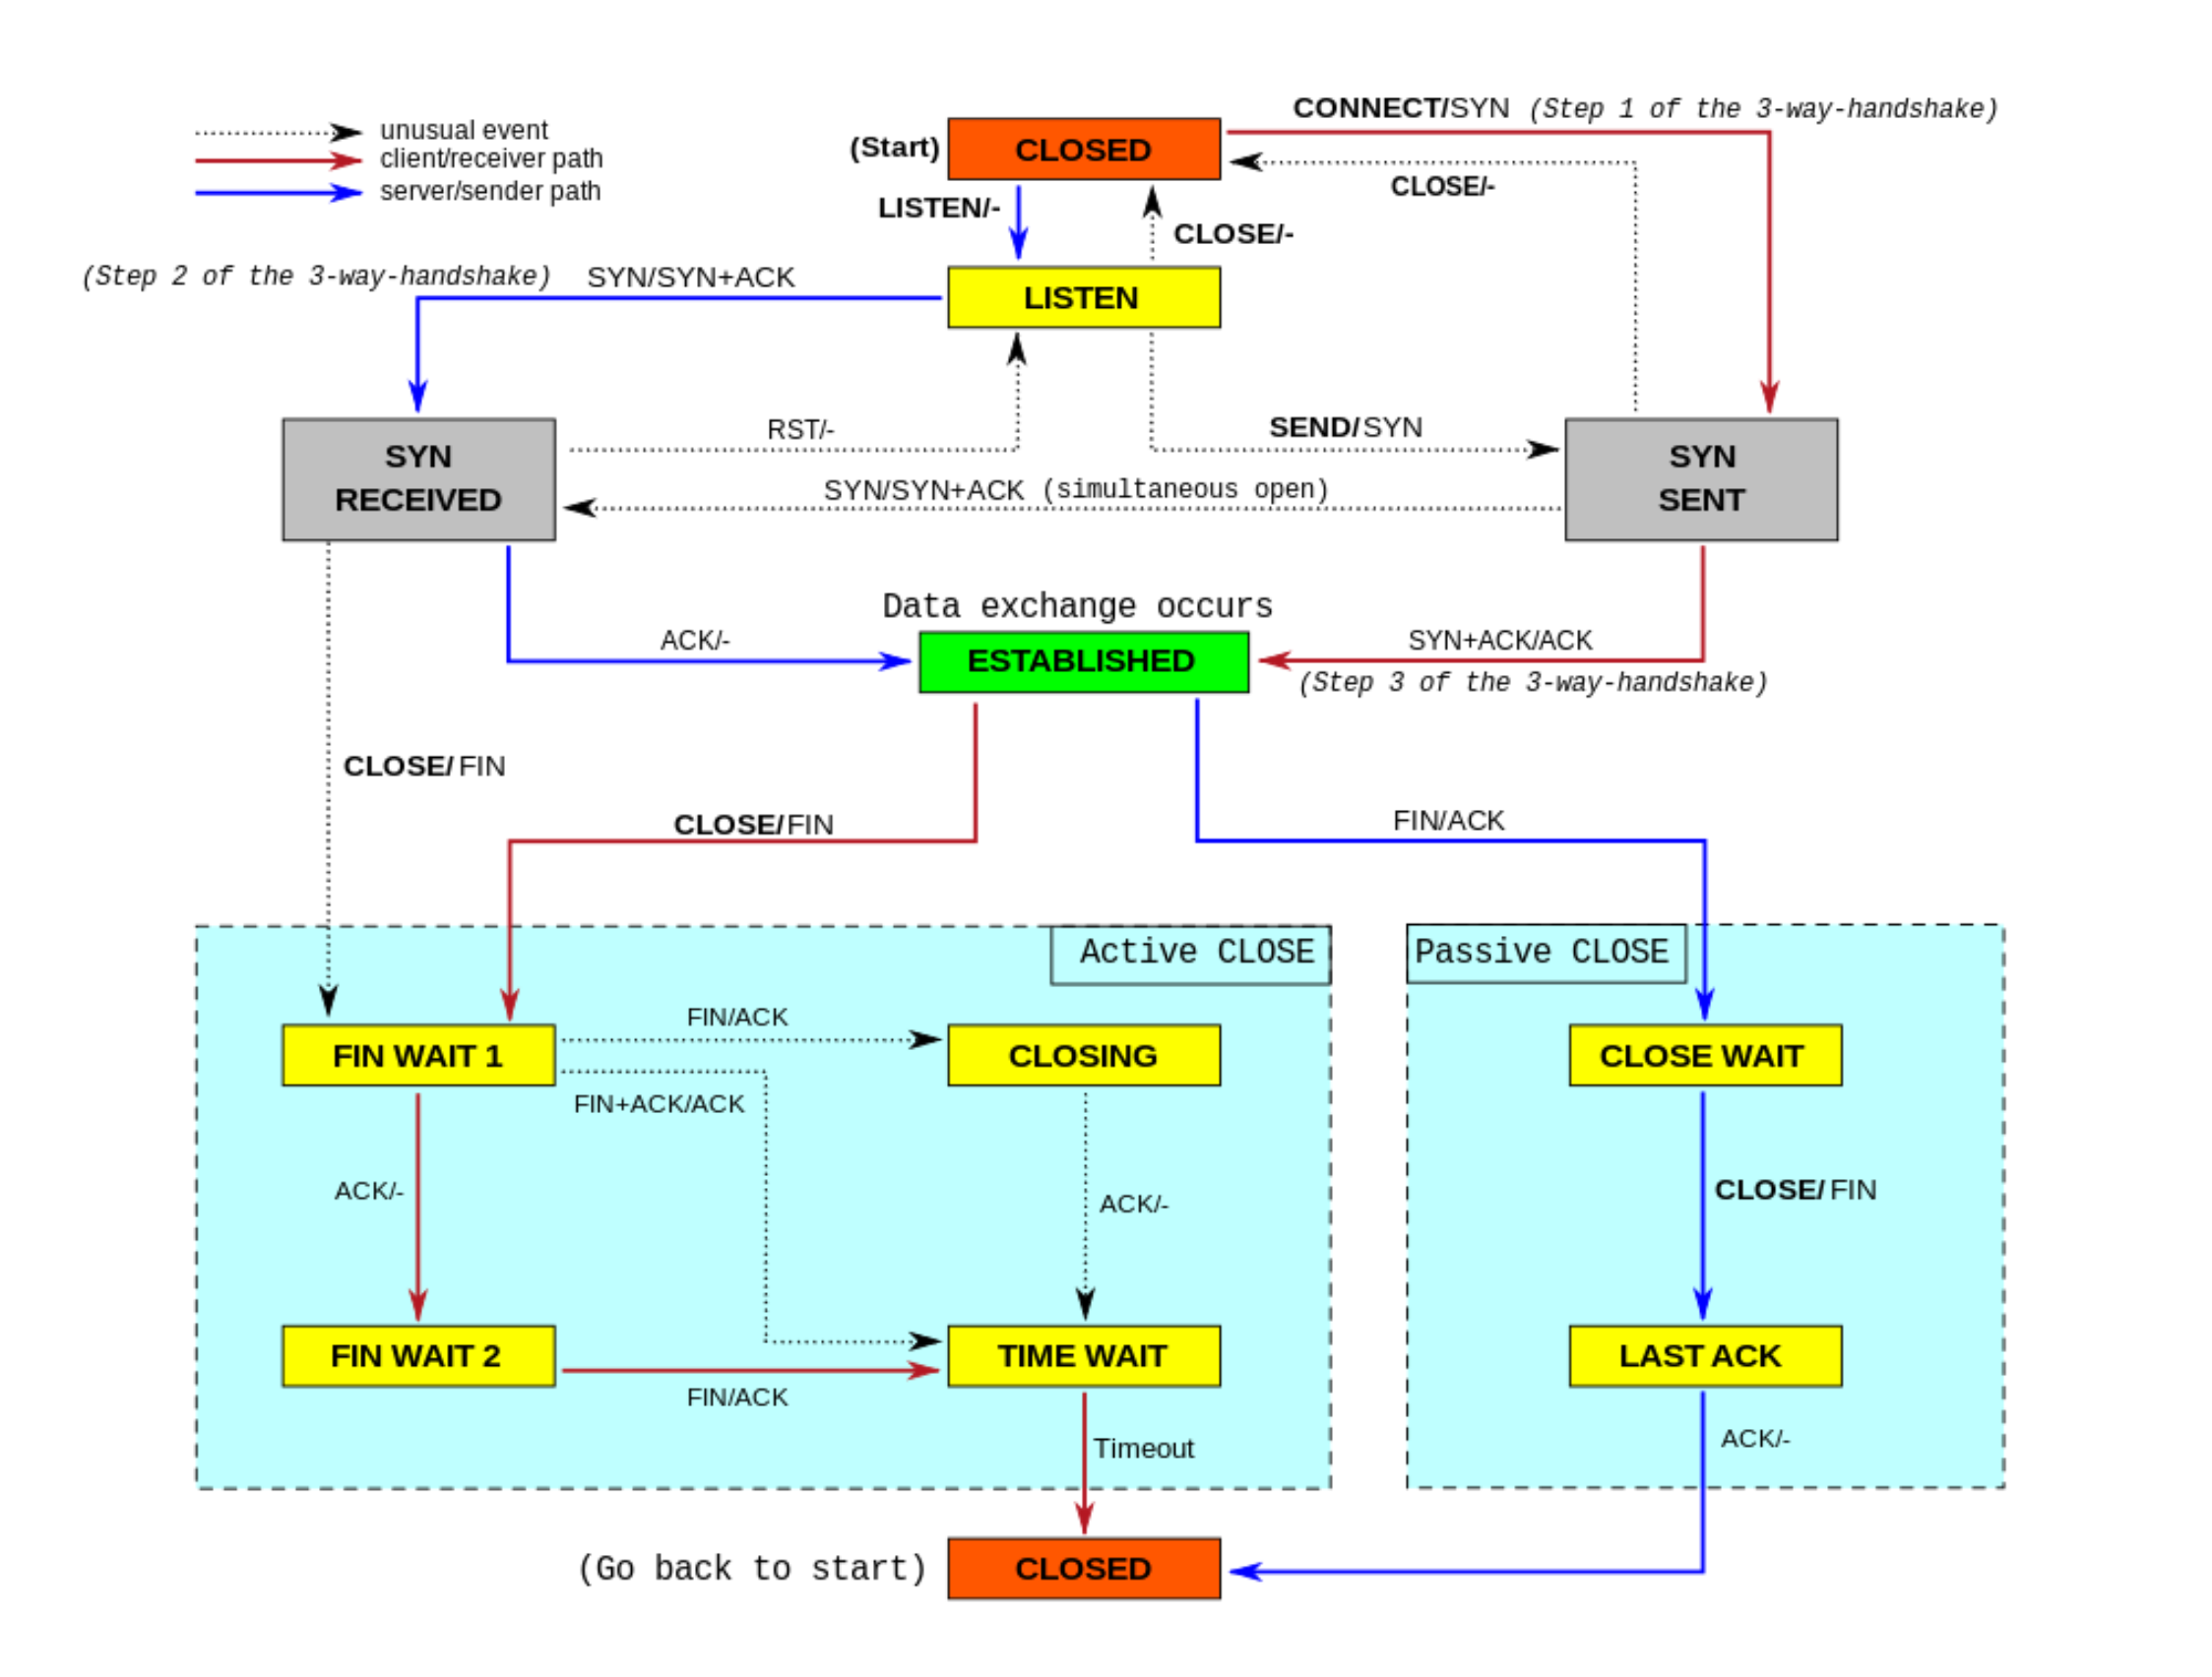 unusual event
client/receiver path
server/sender path
CONNECT/SYN (Step 1 of the 3-way-handshake)
(Start)
CLOSED
CLOSE/-
LISTEN/-
CLOSE/-
(Step 2 of the 3-way-handshake) SYN/SYN+ACK
LISTEN
RST/-
SEND/SYN
SYN
RECEIVED
SYN/SYN+ACK (simultaneous open)
SYN
SENT
Data exchange occurs
ACK/-
ESTABLISHED
SYN+ACK/ACK
(Step 3 of the 3-way-handshake)
CLOSE/FIN
CLOSE/FIN
FIN/ACK
Active CLOSE
Passive CLOSE
FIN WAIT 1
FIN/ACK
CLOSING
CLOSE WAIT
FIN+ACK/ACK
ACK/-
ACK/-
CLOSE/FIN
FIN WAIT 2
TIME WAIT
LAST ACK
FIN/ACK
Timeout
ACK/-
(Go back to start)
CLOSED